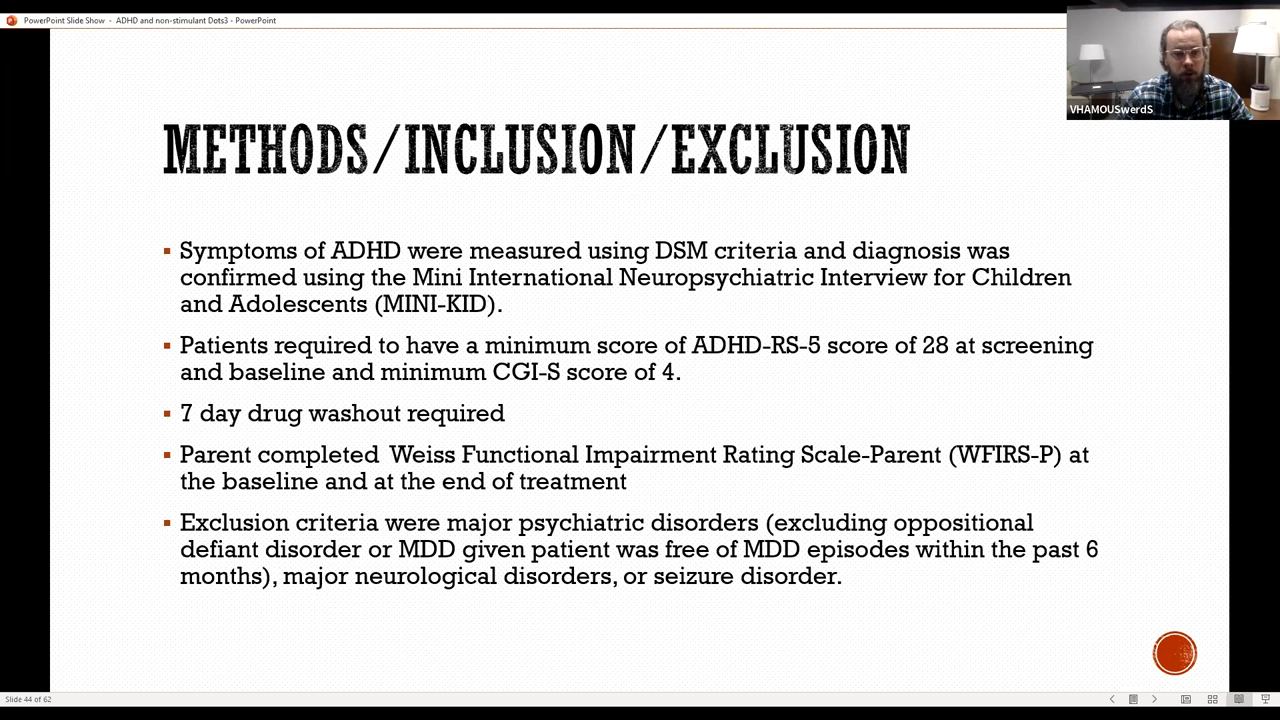 PowerPoint Slide Show - ADHD and non-stimulant Dots3 - PowerPoint
VHAMOUSwerdS
METHODS/INCLUSION/EXCLUSION
▪ Symptoms of ADHD were measured using DSM criteria and diagnosis was
confirmed using the Mini International Neuropsychiatric Interview for Children
and Adolescents (MINI-KID).
▪ Patients required to have a minimum score of ADHD-RS-5 score of 28 at screening
and baseline and minimum CGI-S score of 4.
▪ 7 day drug washout required
▪ Parent completed Weiss Functional Impairment Rating Scale-Parent (WFIRS-P) at
the baseline and at the end of treatment
▪ Exclusion criteria were major psychiatric disorders (excluding oppositional
defiant disorder or MDD given patient was free of MDD episodes within the past 6
months), major neurological disorders, or seizure disorder.
Slide 44 of 62